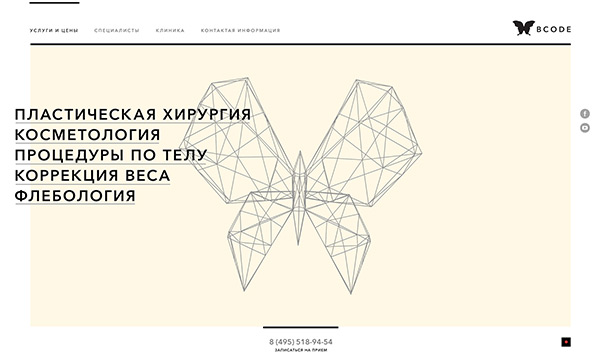 УСЛУГИ И ЦЕНЫ СПЕЦИАЛИСТЫ КЛИНИКА КОНТАКТАЯ ИНФОРМАЦИЯ BCODE
ПЛАСТИЧЕСКАЯ ХИРУРГИЯ
КОСМЕТОЛОГИЯ
ПРОЦЕДУРЫ ПО ТЕЛУ
КОРРЕКЦИЯ ВЕСА
ФЛЕБОЛОГИЯ
8 (495) 518-94-54
ЗАПИСАТЬСЯ НА ПРИЕМ